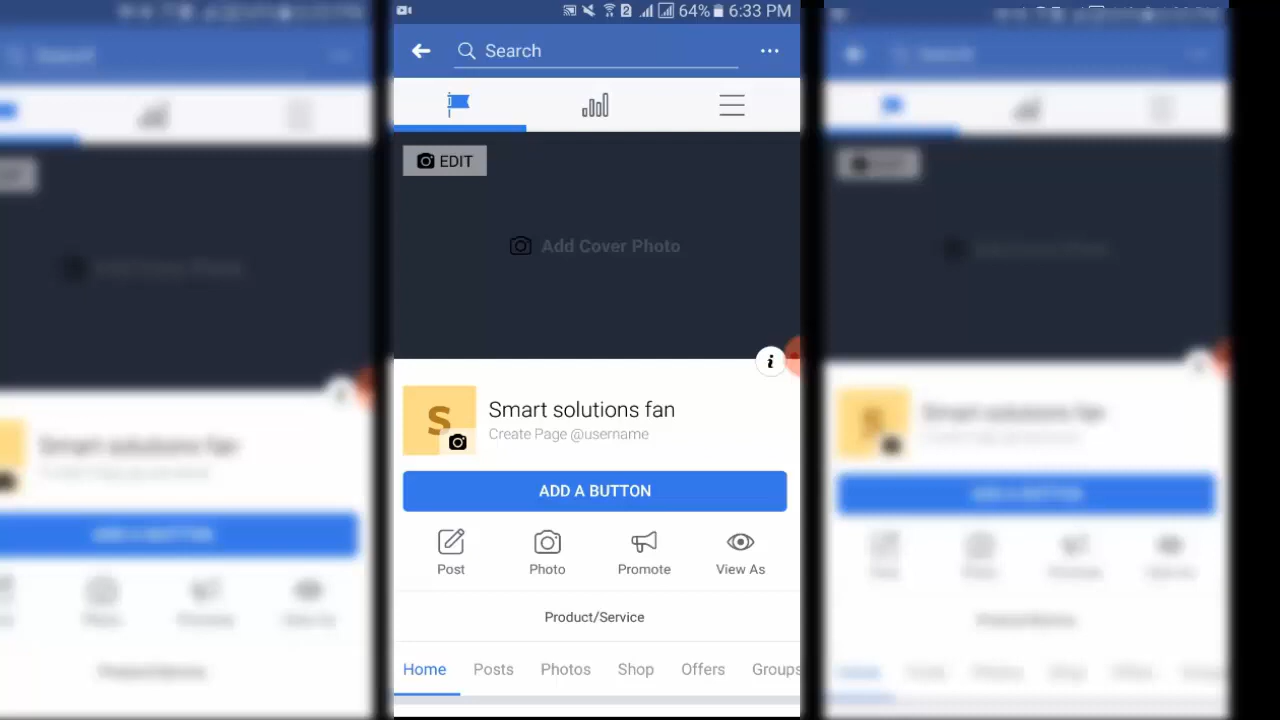 64% 6:33 PM
Search
EDIT
Add Cover Photo
S
Smart solutions fan
Create Page @username
ADD A BUTTON
Post Photo Promote View As
Product/Service
Home Posts Photos Shop Offers Groups